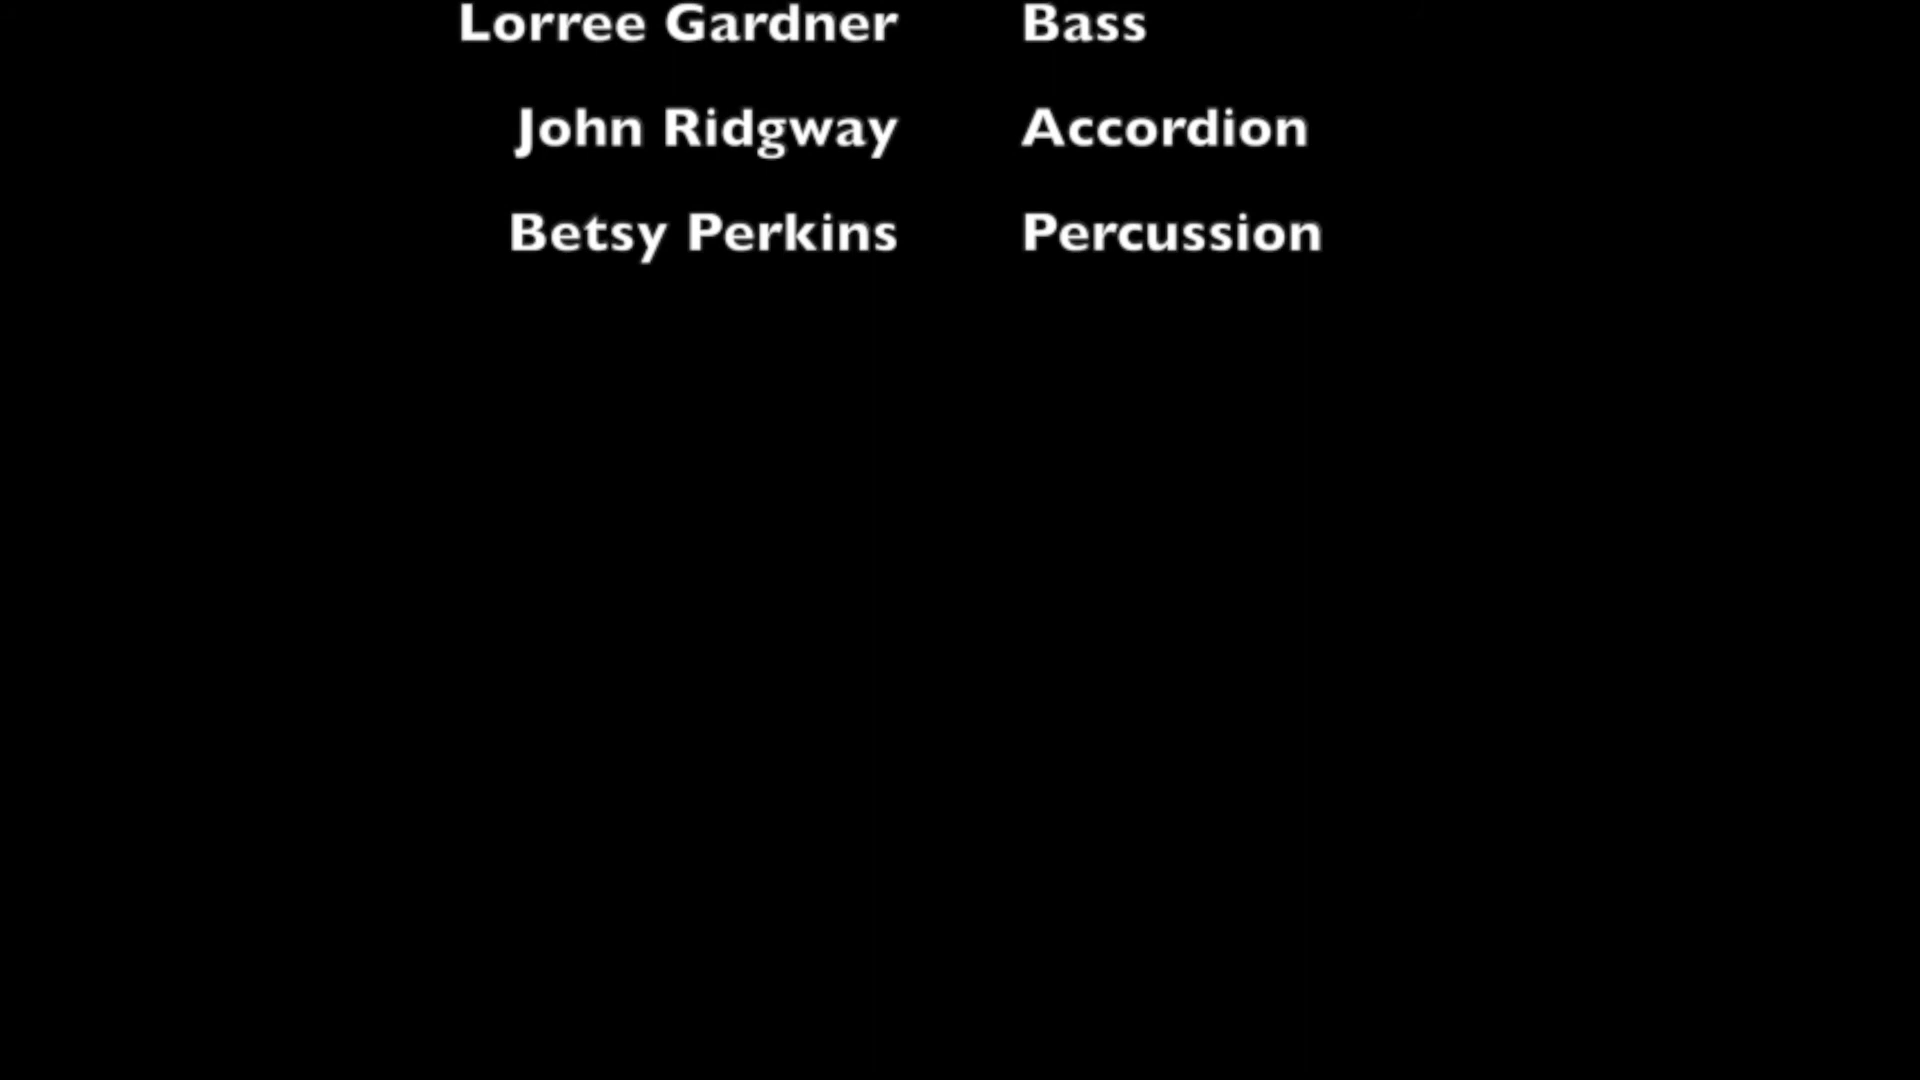 Lorree Gardner Bass
John Ridgway Accordion
Betsy Perkins Percussion